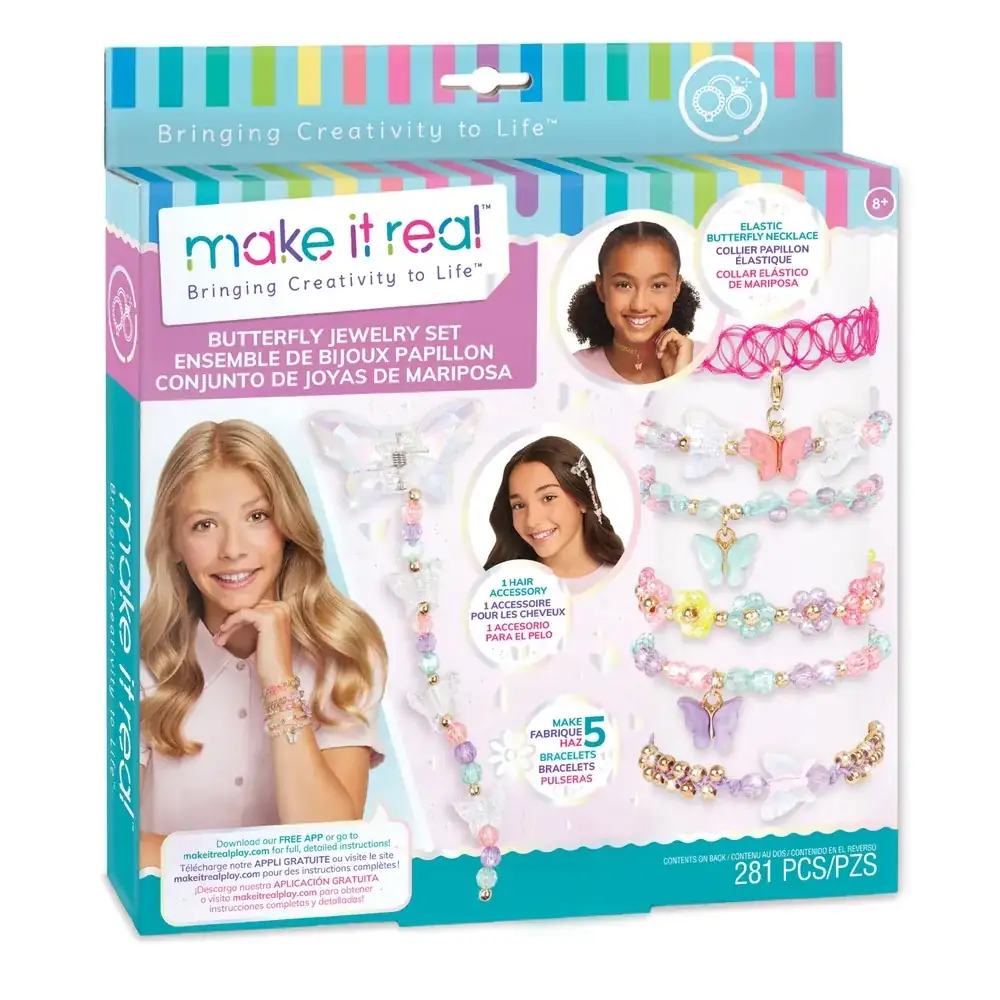 Bringing Creativity to Life™
8+
make it real™
Bringing Creativity to Life™
BUTTERFLY JEWELRY SET
ENSEMBLE DE BIJOUX PAPILLON
CONJUNTO DE JOYAS DE MARIPOSA
ELASTIC
BUTTERFLY NECKLACE
COLLIER PAPILLON
ÉLASTIQUE
COLLAR ELÁSTICO
DE MARIPOSA
1 HAIR
ACCESSORY
1 ACCESSOIRE
POUR LES CHEVEUX
1 ACCESORIO
PARA EL PELO
MAKE
FABRIQUE
HAZ
5
BRACELETS
BRACELETS
PULSERAS
make it real™
Bringing Creativity to Life™
Download our FREE APP or go to
makeitrealplay.com for full, detailed instructions!
Télécharge notre APPLI GRATUITE ou visite le site
makeitrealplay.com pour des instructions complètes!
¡Descarga nuestra APLICACIÓN GRATUITA
o visita makeitrealplay.com para obtener
instrucciones completas y detalladas!
CONTENTS ON BACK / CONTENU AU DOS / CONTENIDO EN EL REVERSO
281 PCS/PZS